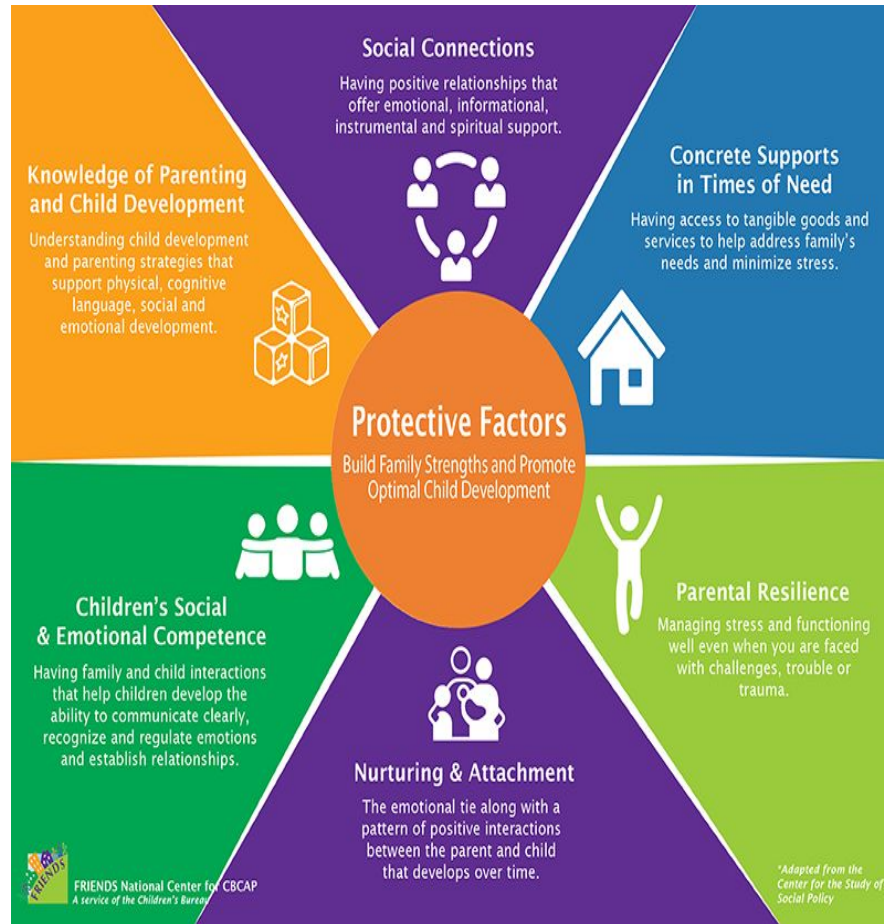 Social Connections
Having positive relationships that
offer emotional, informational,
instrumental and spiritual support.
Concrete Supports
in Times of Need
Having access to tangible goods and
services to help address family's
needs and minimize stress.
Knowledge of Parenting
and Child Development
Understanding child development
and parenting strategies that
support physical, cognitive
language, social and
emotional development.
Protective Factors
Build Family Strengths and Promote
Optimal Child Development
Parental Resilience
Managing stress and functioning
well even when you are faced
with challenges, trouble or
trauma.
Children's Social
& Emotional Competence
Having family and child interactions
that help children develop the
ability to communicate clearly,
recognize and regulate emotions
and establish relationships.
Nurturing & Attachment
The emotional tie along with a
pattern of positive interactions
between the parent and child
that develops over time.
FRIENDS
FRIENDS National Center for CBCAP
A service of the Children's Bureau
*Adapted from the
Center for the Study of
Social Policy